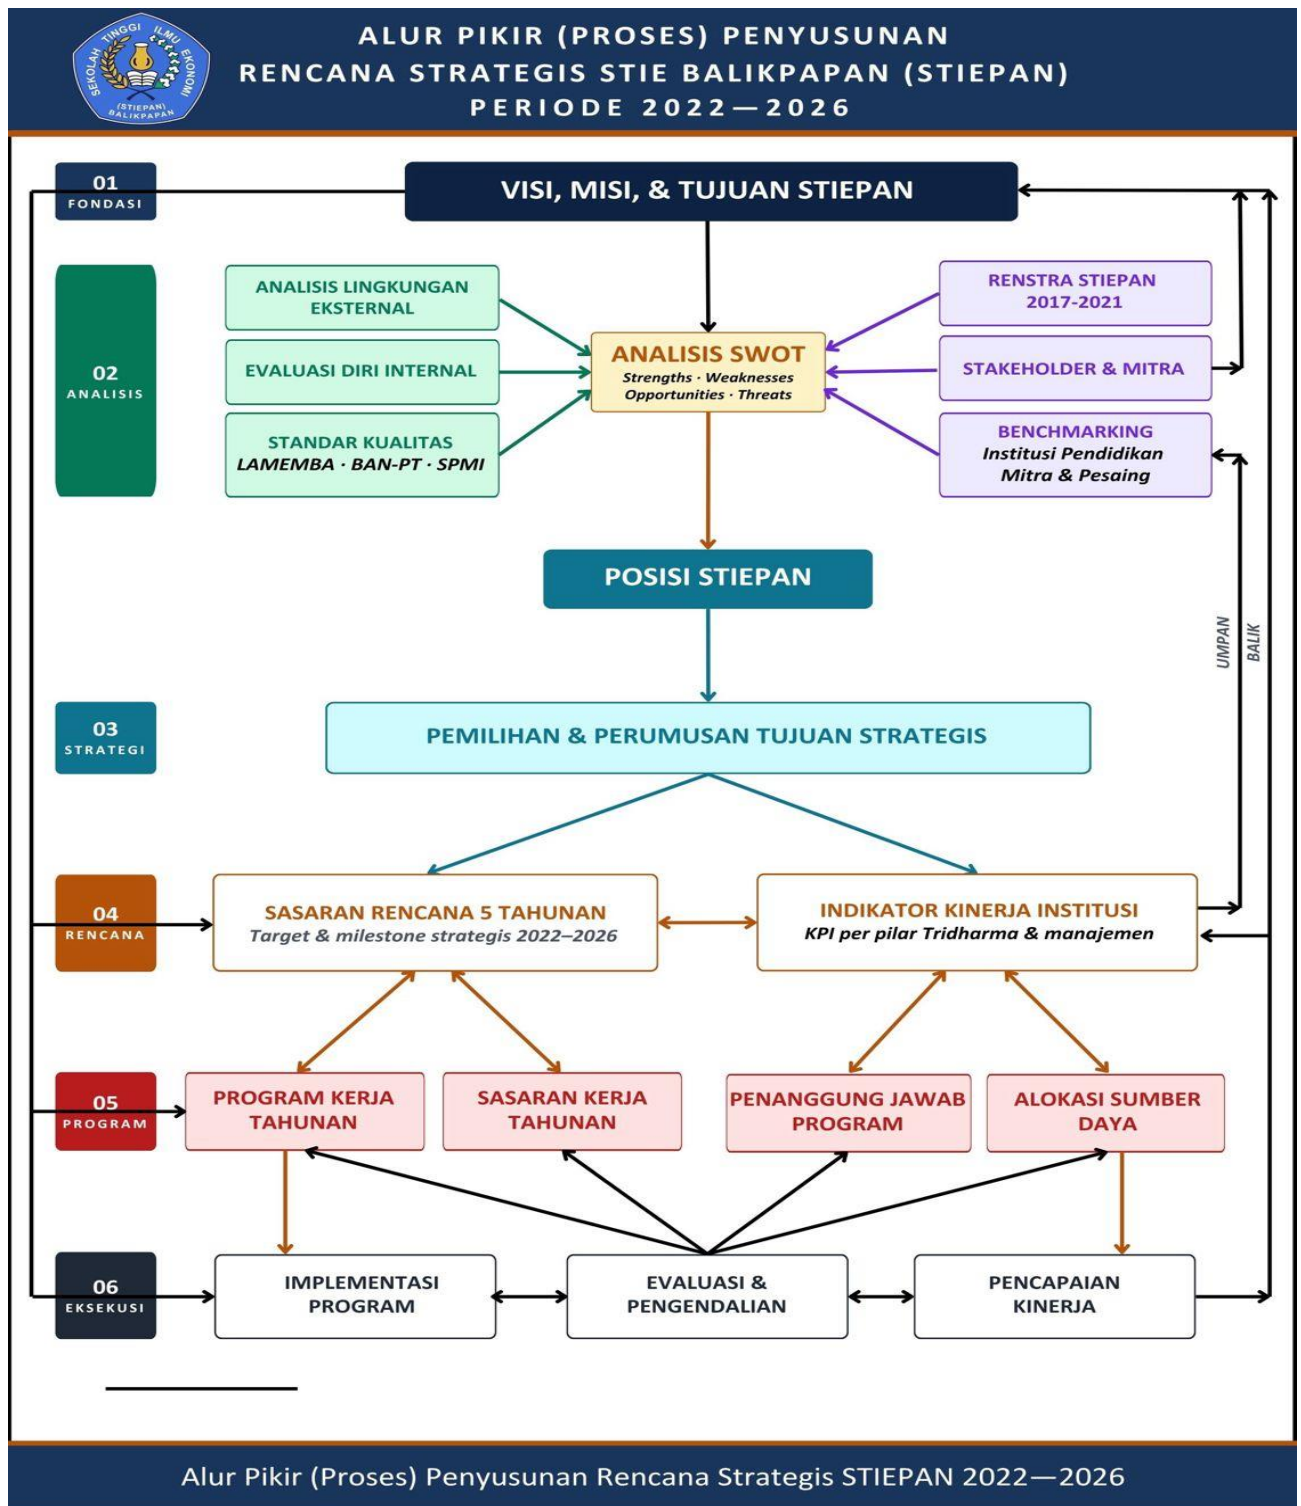 ALUR PIKIR (PROSES) PENYUSUNAN
RENCANA STRATEGIS STIE BALIKPAPAN (STIEPAN)
PERIODE 2022—2026
SEKOLAH TINGGI ILMU EKONOMI
(STIEPAN)
BALIKPAPAN
01
FONDASI
VISI, MISI, & TUJUAN STIEPAN
02
ANALISIS
ANALISIS LINGKUNGAN
EKSTERNAL
EVALUASI DIRI INTERNAL
STANDAR KUALITAS
LAMEMBA · BAN-PT · SPMI
ANALISIS SWOT
Strengths · Weaknesses
Opportunities · Threats
RENSTRA STIEPAN
2017-2021
STAKEHOLDER & MITRA
BENCHMARKING
Institusi Pendidikan
Mitra & Pesaing
POSISI STIEPAN
UMPAN
BALIK
03
STRATEGI
PEMILIHAN & PERUMUSAN TUJUAN STRATEGIS
04
RENCANA
SASARAN RENCANA 5 TAHUNAN
Target & milestone strategis 2022–2026
INDIKATOR KINERJA INSTITUSI
KPI per pilar Tridharma & manajemen
05
PROGRAM
PROGRAM KERJA
TAHUNAN
SASARAN KERJA
TAHUNAN
PENANGGUNG JAWAB
PROGRAM
ALOKASI SUMBER
DAYA
06
EKSEKUSI
IMPLEMENTASI
PROGRAM
EVALUASI &
PENGENDALIAN
PENCAPAIAN
KINERJA
Alur Pikir (Proses) Penyusunan Rencana Strategis STIEPAN 2022—2026